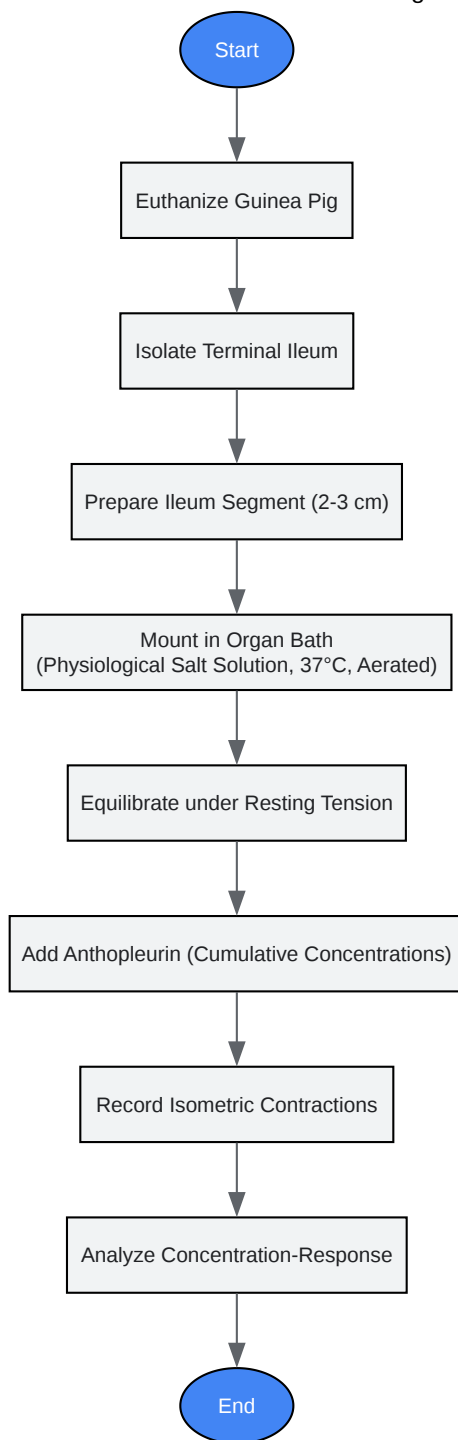 Start
Euthanize Guinea Pig
Isolate Terminal Ileum
Prepare Ileum Segment (2-3 cm)
Mount in Organ Bath
(Physiological Salt Solution, 37°C, Aerated)
Equilibrate under Resting Tension
Add Anthopleurin (Cumulative Concentrations)
Record Isometric Contractions
Analyze Concentration-Response
End